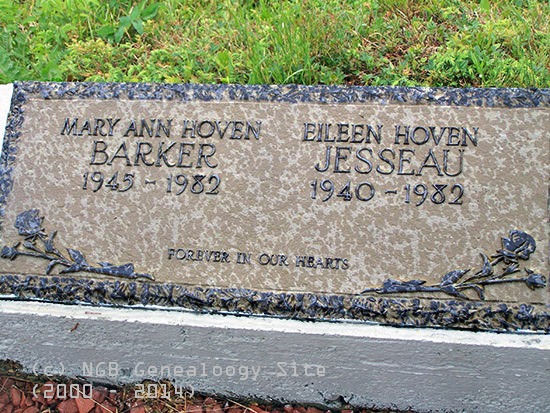 MARY ANN HOVEN
BARKER
1945 - 1982
EILEEN HOVEN
JESSEAU
1940 - 1982
FOREVER IN OUR HEARTS
(c) NGB Genealoogy Site
(2000 - 2014)